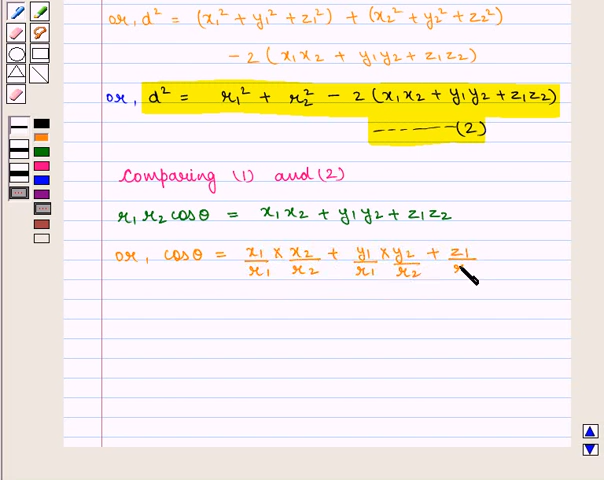 or, d² = (x₁² + y₁² + z₁²) + (x₂² + y₂² + z₂²)
− 2 ( x₁x₂ + y₁y₂ + z₁z₂ )
or, d² = r₁² + r₂² − 2 (x₁x₂ + y₁y₂ + z₁z₂)
------- (2)
Comparing (1) and (2)
r₁ r₂ cosθ = x₁x₂ + y₁y₂ + z₁z₂
or, cosθ = x₁/r₁ × x₂/r₂ + y₁/r₁ × y₂/r₂ + z₁/r